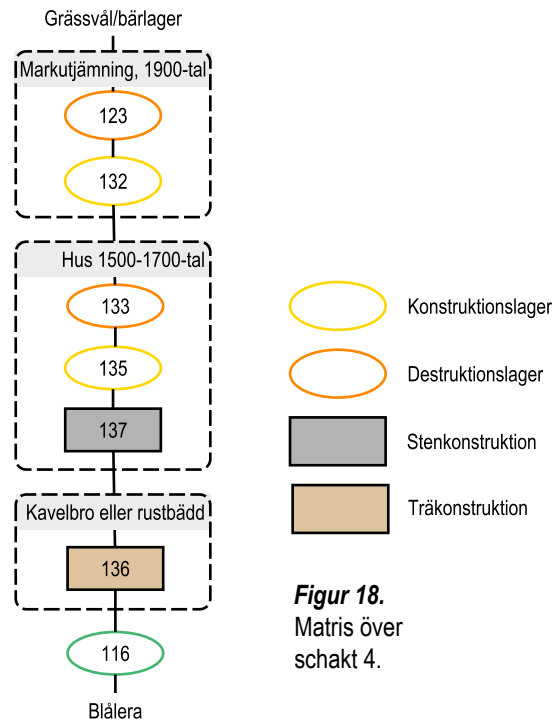 Grässvål/bärlager
Markutjämning, 1900-tal
123
132
Hus 1500-1700-tal
133
135
137
Kavelbro eller rustbädd
136
116
Blålera
Konstruktionslager
Destruktionslager
Stenkonstruktion
Träkonstruktion
Figur 18.
Matris över
schakt 4.